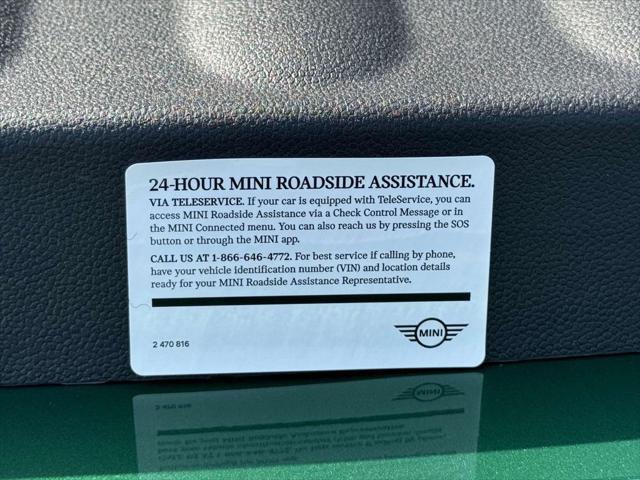 24-HOUR MINI ROADSIDE ASSISTANCE.
VIA TELESERVICE. If your car is equipped with TeleService, you can
access MINI Roadside Assistance via a Check Control Message or in
the MINI Connected menu. You can also reach us by pressing the SOS
button or through the MINI app.
CALL US AT 1-866-646-4772. For best service if calling by phone,
have your vehicle identification number (VIN) and location details
ready for your MINI Roadside Assistance Representative.
MINI
2 470 816